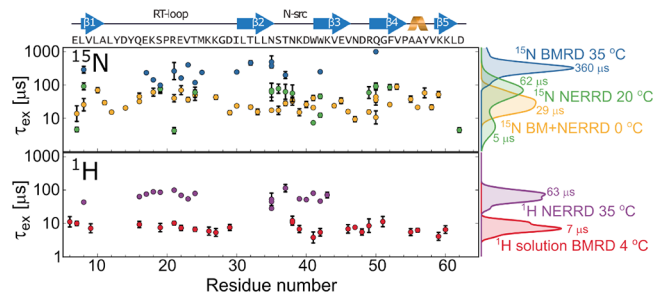 β1 RT-loop β2 N-src β3 β4 β5
ELVLALYDYQEKSPREVTMKKGDILTLLNSTNKDWWKVEVNDRQGFVPAAYVKKLD
1000
100
10
1
¹⁵N
τex [μs]
¹⁵N BMRD 35 °C
360 μs
62 μs
¹⁵N NERRD 20 °C
29 μs
¹⁵N BM+NERRD 0 °C
5 μs
1000
100
10
1
¹H
τex [μs]
63 μs
¹H NERRD 35 °C
7 μs
¹H solution BMRD 4 °C
10 20 30 40 50 60
Residue number